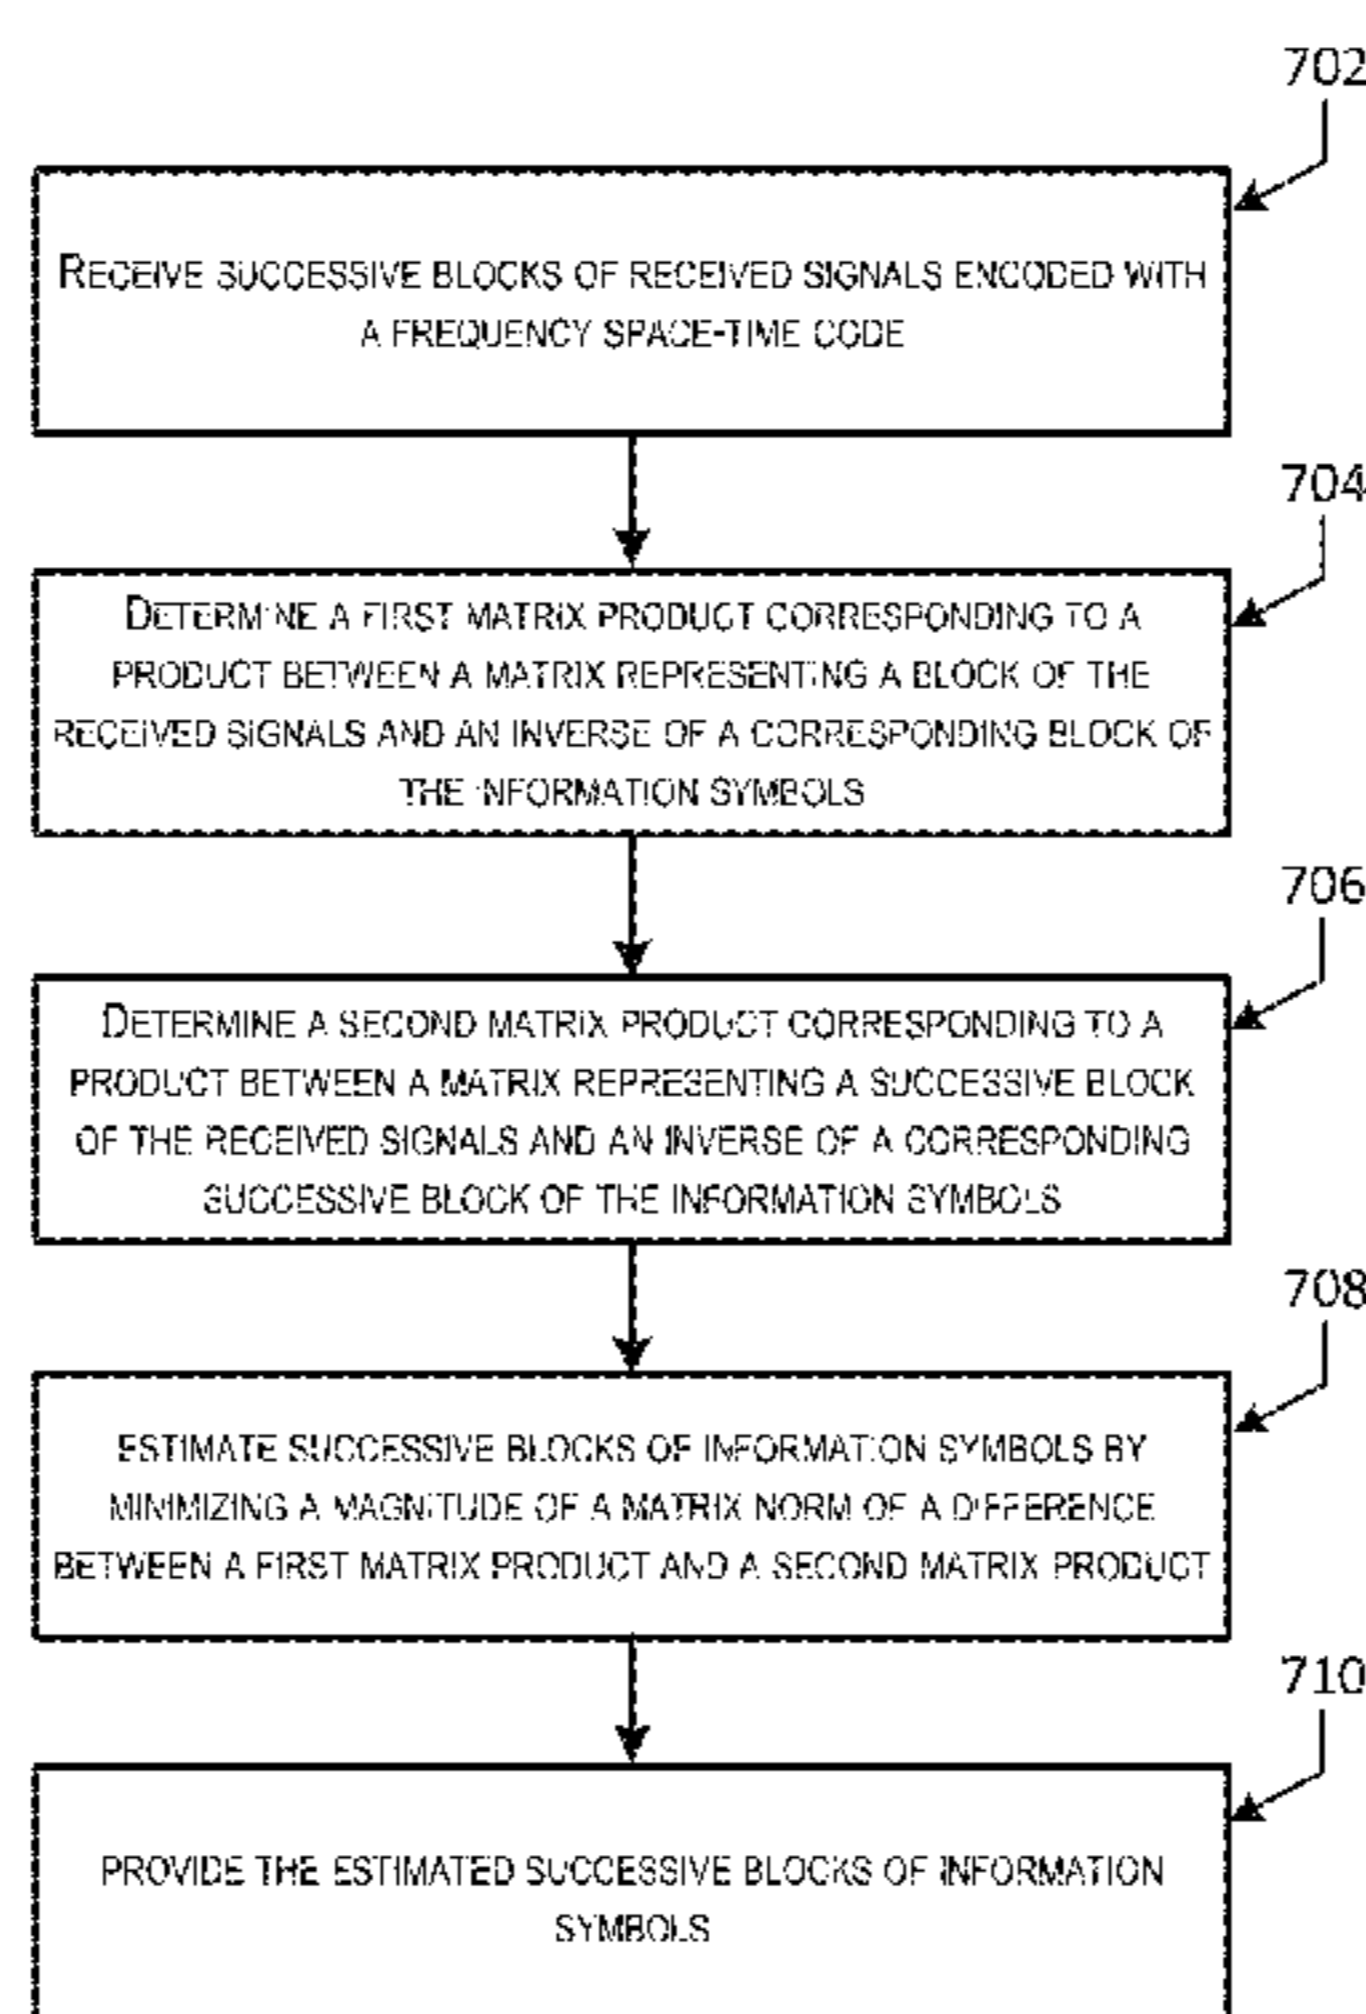 702
RECEIVE SUCCESSIVE BLOCKS OF RECEIVED SIGNALS ENCODED WITH
A FREQUENCY SPACE-TIME CODE
704
DETERMINE A FIRST MATRIX PRODUCT CORRESPONDING TO A
PRODUCT BETWEEN A MATRIX REPRESENTING A BLOCK OF THE
RECEIVED SIGNALS AND AN INVERSE OF A CORRESPONDING BLOCK OF
THE INFORMATION SYMBOLS
706
DETERMINE A SECOND MATRIX PRODUCT CORRESPONDING TO A
PRODUCT BETWEEN A MATRIX REPRESENTING A SUCCESSIVE BLOCK
OF THE RECEIVED SIGNALS AND AN INVERSE OF A CORRESPONDING
SUCCESSIVE BLOCK OF THE INFORMATION SYMBOLS
708
ESTIMATE SUCCESSIVE BLOCKS OF INFORMATION SYMBOLS BY
MINIMIZING A MAGNITUDE OF A MATRIX NORM OF A DIFFERENCE
BETWEEN A FIRST MATRIX PRODUCT AND A SECOND MATRIX PRODUCT
710
PROVIDE THE ESTIMATED SUCCESSIVE BLOCKS OF INFORMATION
SYMBOLS